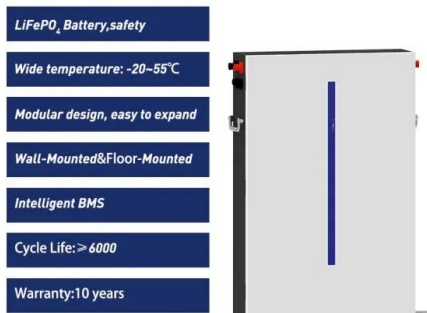 LiFePO₄ Battery,safety
Wide temperature: -20~55℃
Modular design, easy to expand
Wall-Mounted&Floor-Mounted
Intelligent BMS
Cycle Life:≥6000
Warranty:10 years